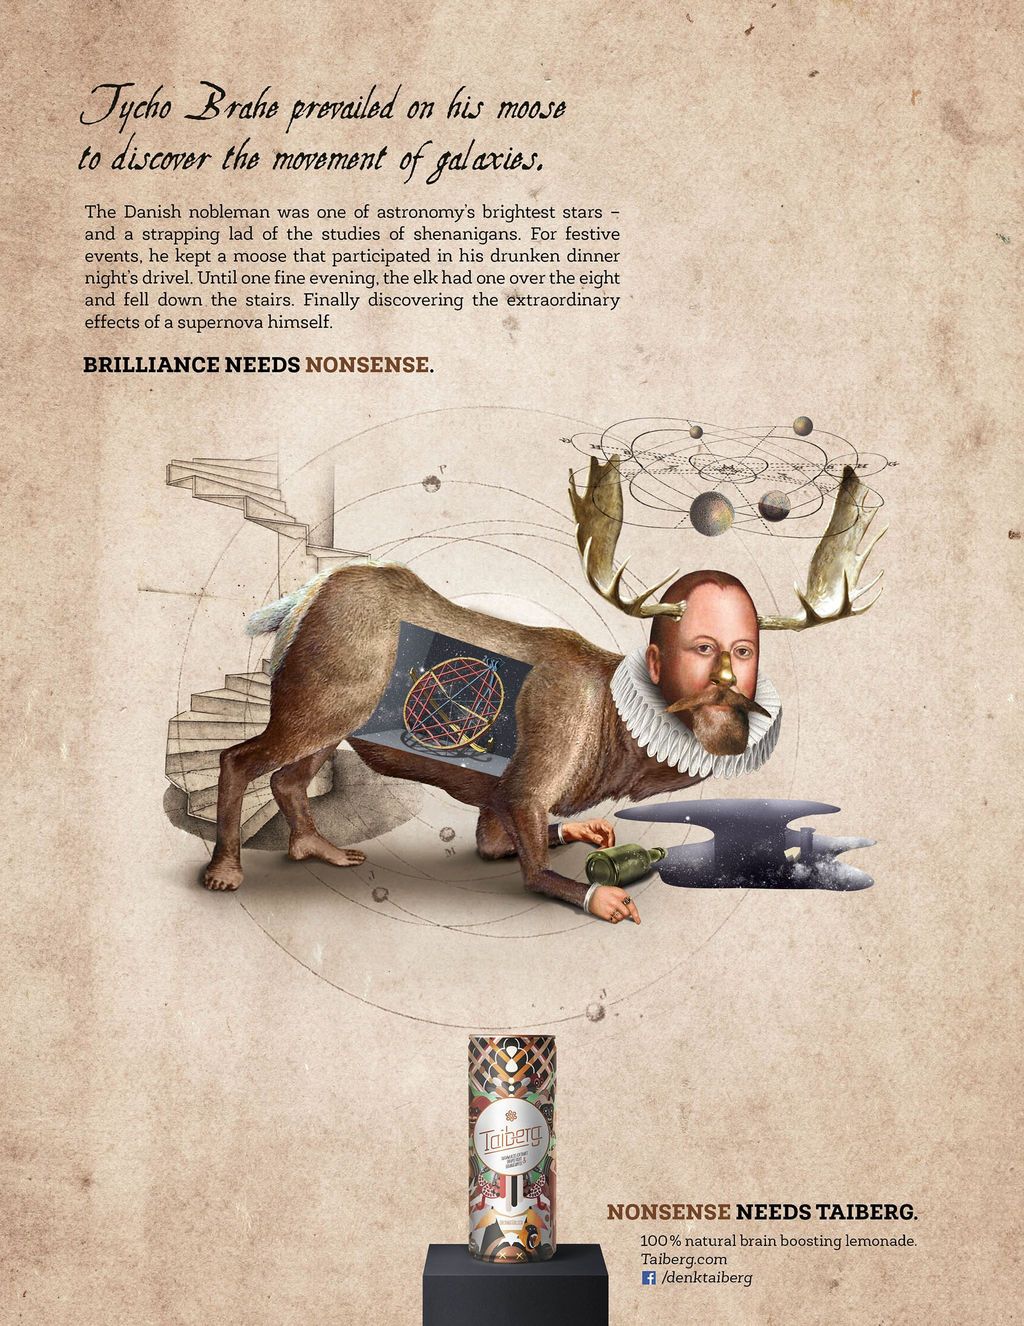 Tycho Brahe prevailed on his moose
to discover the movement of galaxies.
The Danish nobleman was one of astronomy's brightest stars –
and a strapping lad of the studies of shenanigans. For festive
events, he kept a moose that participated in his drunken dinner
night's drivel. Until one fine evening, the elk had one over the eight
and fell down the stairs. Finally discovering the extraordinary
effects of a supernova himself.
BRILLIANCE NEEDS NONSENSE.
P
M
J
J
Taiberg
NONSENSE NEEDS TAIBERG.
100% natural brain boosting lemonade.
Taiberg.com
/denktaiberg